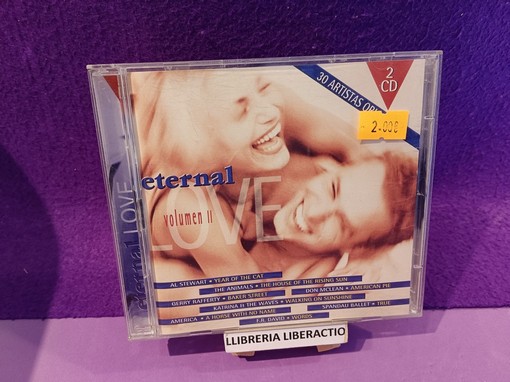 2
CD
30 ARTISTAS
2.00€
eternal
LOVE
volumen II
eternal LOVE
AL STEWART • YEAR OF THE CAT
THE ANIMALS • THE HOUSE OF THE RISING SUN
DON McLEAN • AMERICAN PIE
GERRY RAFFERTY • BAKER STREET
KATRINA & THE WAVES • WALKING ON SUNSHINE
SPANDAU BALLET • TRUE
AMERICA • A HORSE WITH NO NAME
F.R. DAVID • WORDS
LLIBRERIA LIBERACTIO